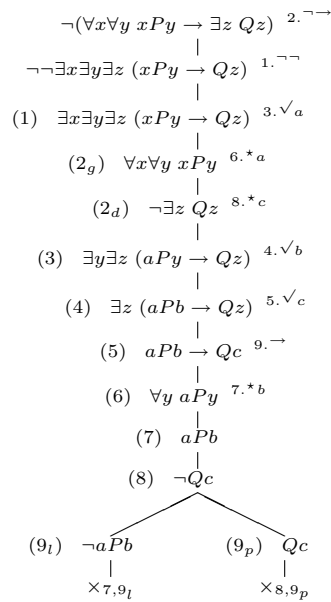 ¬(∀x∀y xPy → ∃z Qz) 2.¬→
¬¬∃x∃y∃z (xPy → Qz) 1.¬¬
(1) ∃x∃y∃z (xPy → Qz) 3.√a
(2g) ∀x∀y xPy 6.⋆a
(2d) ¬∃z Qz 8.⋆c
(3) ∃y∃z (aPy → Qz) 4.√b
(4) ∃z (aPb → Qz) 5.√c
(5) aPb → Qc 9.→
(6) ∀y aPy 7.⋆b
(7) aPb
(8) ¬Qc
(9l) ¬aPb (9p) Qc
×7,9l ×8,9p